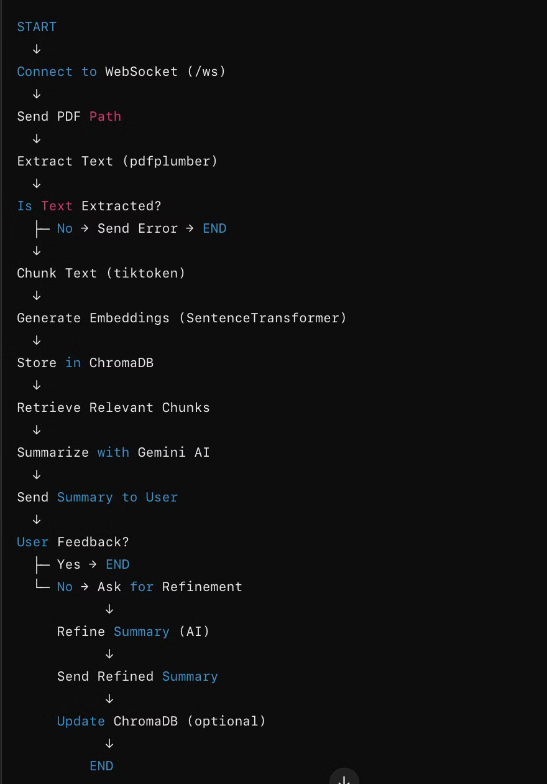 START
↓
Connect to WebSocket (/ws)
↓
Send PDF Path
↓
Extract Text (pdfplumber)
↓
Is Text Extracted?
├─ No → Send Error → END
↓
Chunk Text (tiktoken)
↓
Generate Embeddings (SentenceTransformer)
↓
Store in ChromaDB
↓
Retrieve Relevant Chunks
↓
Summarize with Gemini AI
↓
Send Summary to User
↓
User Feedback?
├─ Yes → END
└─ No → Ask for Refinement
↓
Refine Summary (AI)
↓
Send Refined Summary
↓
Update ChromaDB (optional)
↓
END